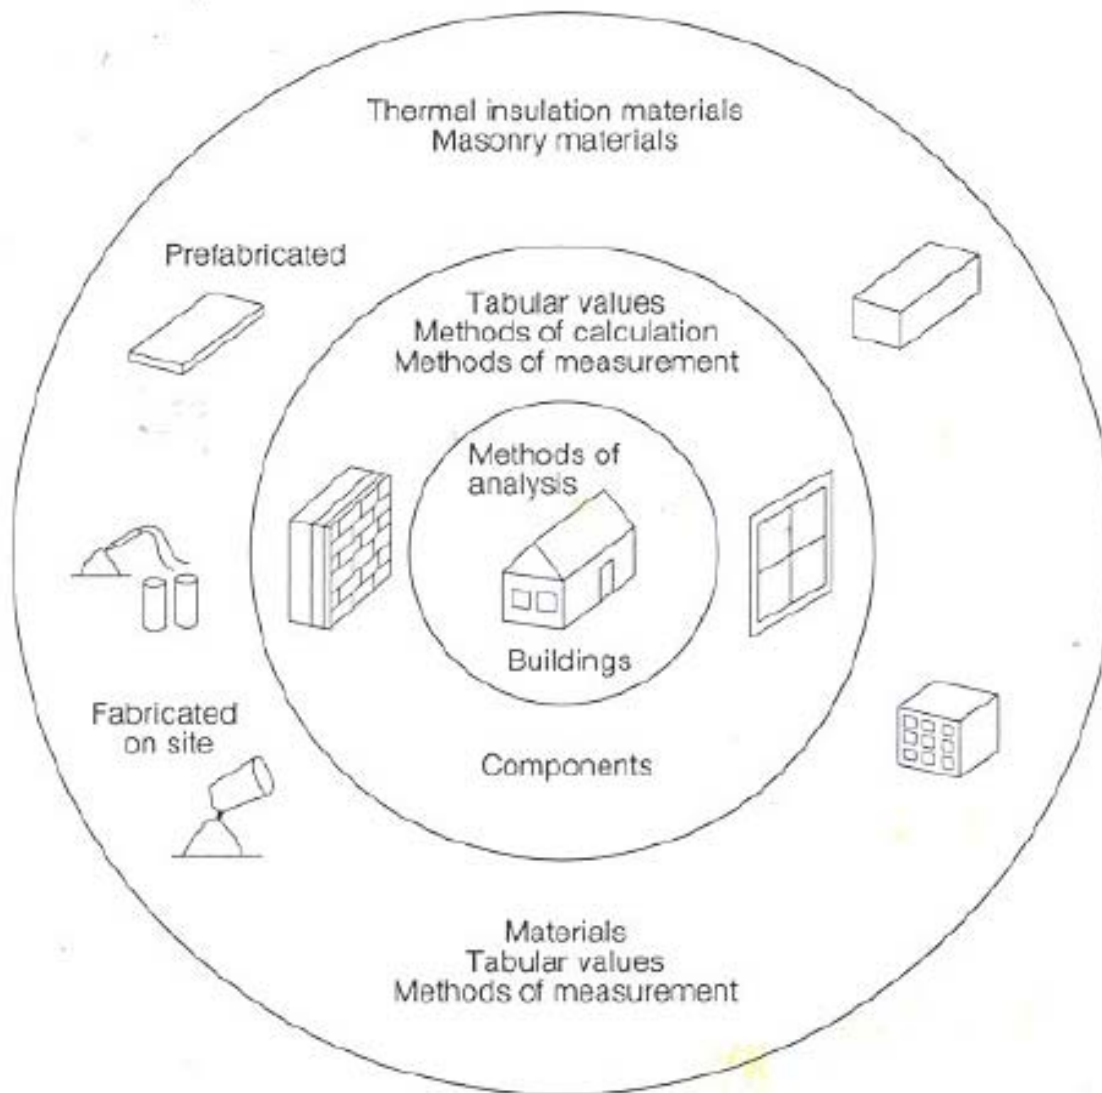 Thermal insulation materials
Masonry materials
Prefabricated
Tabular values
Methods of calculation
Methods of measurement
Methods of
analysis
Buildings
Fabricated
on site
Components
Materials
Tabular values
Methods of measurement